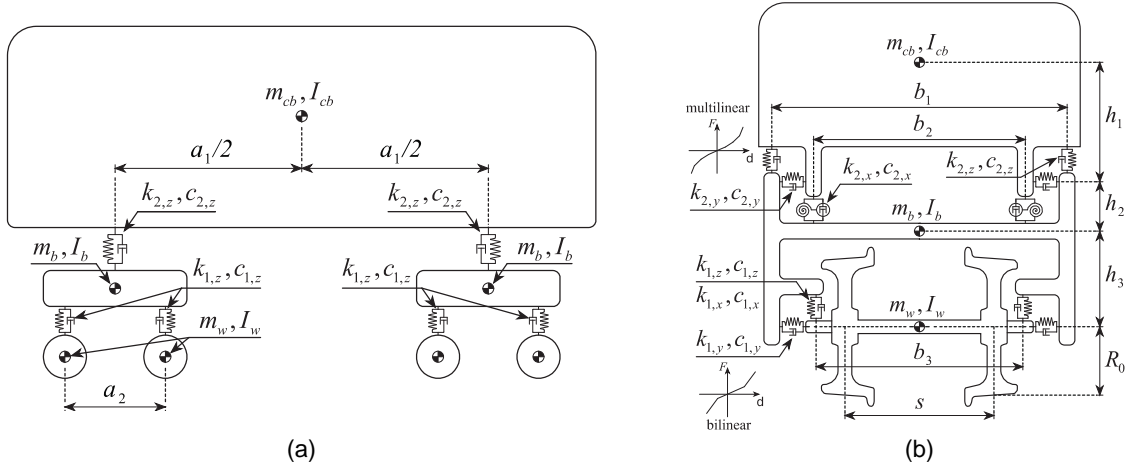 m_cb, I_cb
a_1/2 a_1/2
k_2,z, c_2,z k_2,z, c_2,z
m_b, I_b m_b, I_b
k_1,z, c_1,z k_1,z, c_1,z
m_w, I_w
a_2
(a)
m_cb, I_cb
b_1
multilinear
F
d
b_2
h_1
k_2,x, c_2,x k_2,z, c_2,z
k_2,y, c_2,y
h_2
m_b, I_b
k_1,z, c_1,z
h_3
k_1,x, c_1,x
m_w, I_w
k_1,y, c_1,y
b_3
R_0
F
d
s
bilinear
(b)